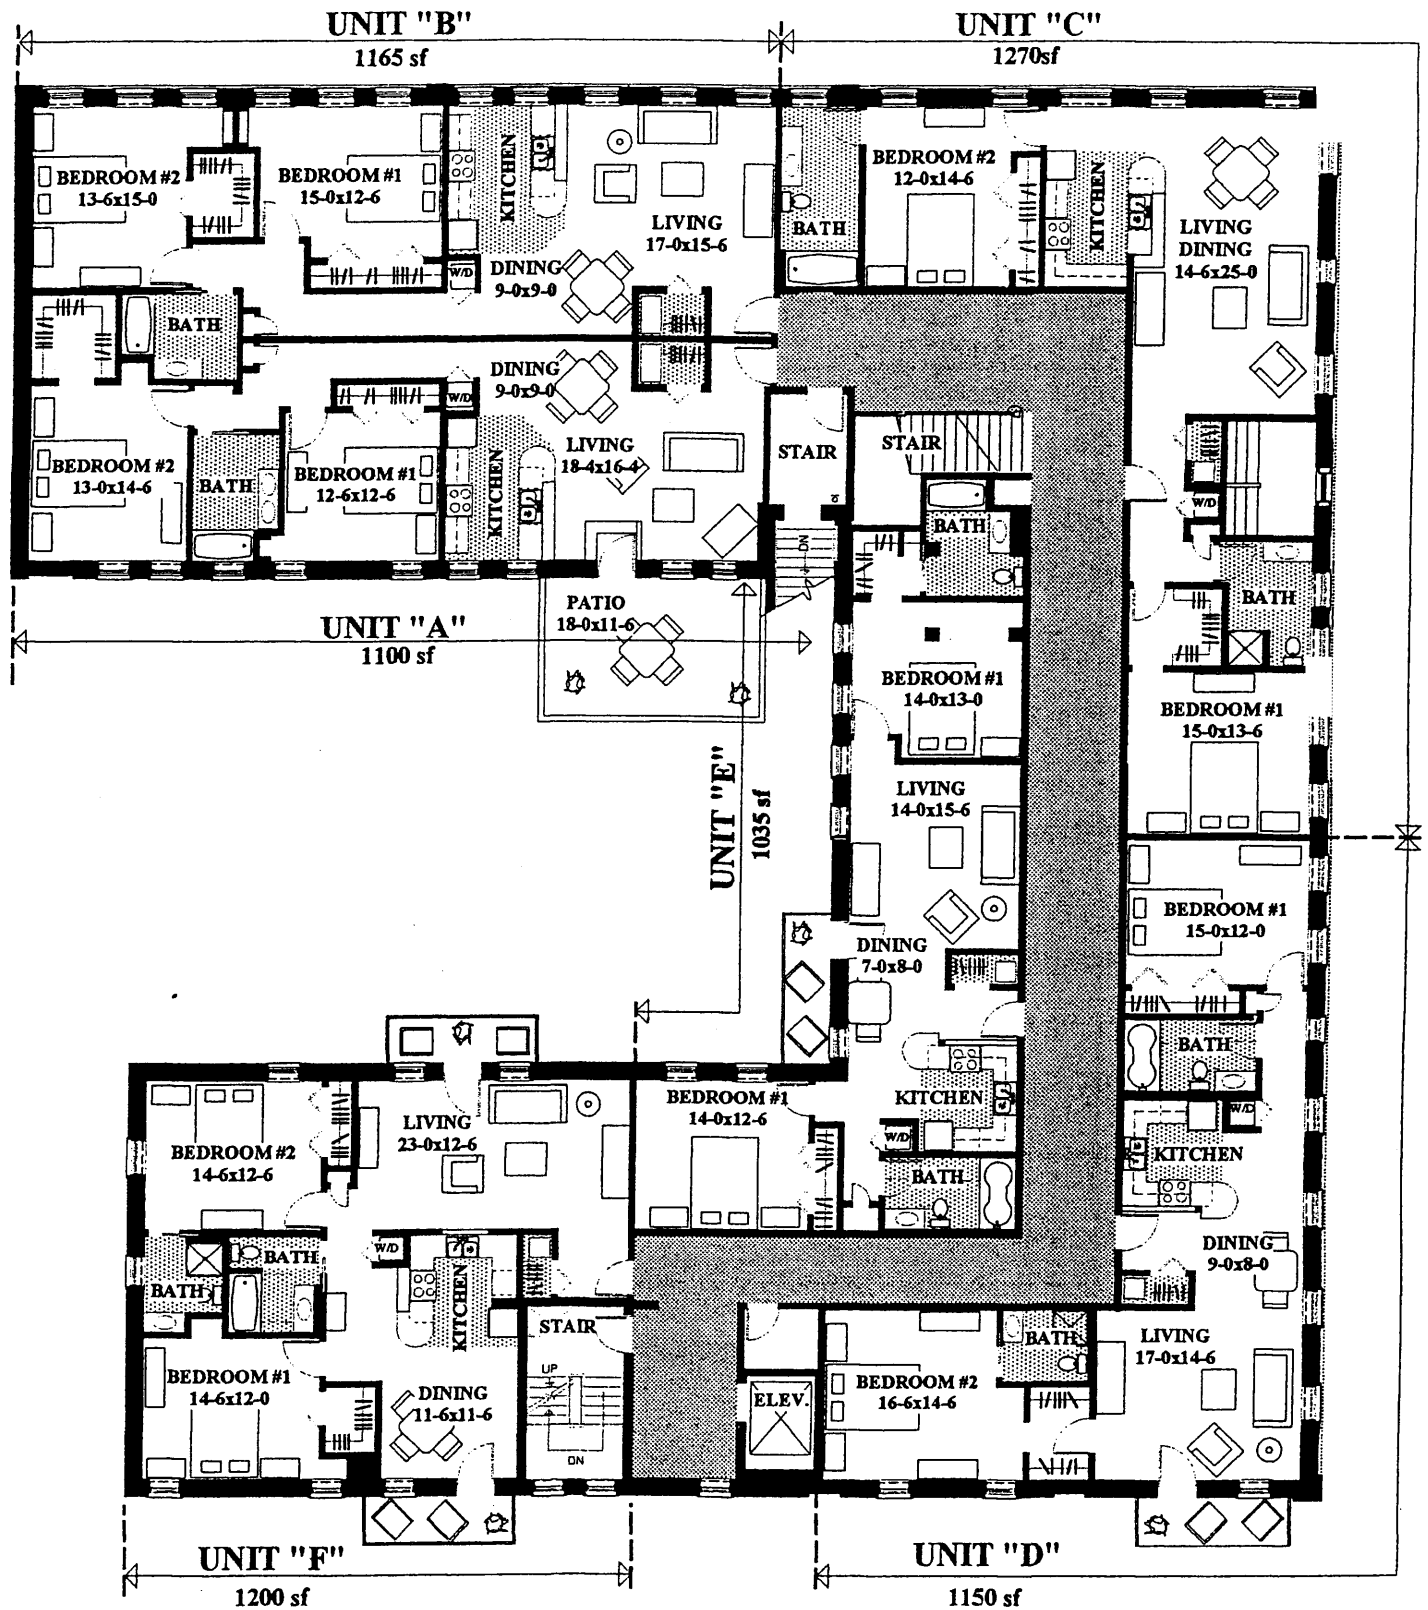 UNIT "B"
1165 sf
UNIT "C"
1270sf
BEDROOM #2
13-6x15-0
BEDROOM #1
15-0x12-6
KITCHEN
LIVING
17-0x15-6
DINING
9-0x9-0
W/D
BATH
BATH
BEDROOM #2
12-0x14-6
KITCHEN
LIVING
DINING
14-6x25-0
DINING
9-0x9-0
W/D
LIVING
18-4x16-4
KITCHEN
BEDROOM #2
13-0x14-6
BATH
BEDROOM #1
12-6x12-6
STAIR
STAIR
DN
BATH
W/D
BATH
PATIO
18-0x11-6
UNIT "A"
1100 sf
BEDROOM #1
14-0x13-0
BEDROOM #1
15-0x13-6
UNIT "E"
1035 sf
LIVING
14-0x15-6
BEDROOM #1
15-0x12-0
DINING
7-0x8-0
BATH
KITCHEN
W/D
BATH
BEDROOM #1
14-0x12-6
W/D
KITCHEN
LIVING
23-0x12-6
BEDROOM #2
14-6x12-6
W/D
BATH
BATH
KITCHEN
DINING
9-0x8-0
STAIR
UP
DN
BATH
LIVING
17-0x14-6
BEDROOM #1
14-6x12-0
DINING
11-6x11-6
ELEV.
BEDROOM #2
16-6x14-6
UNIT "F"
1200 sf
UNIT "D"
1150 sf